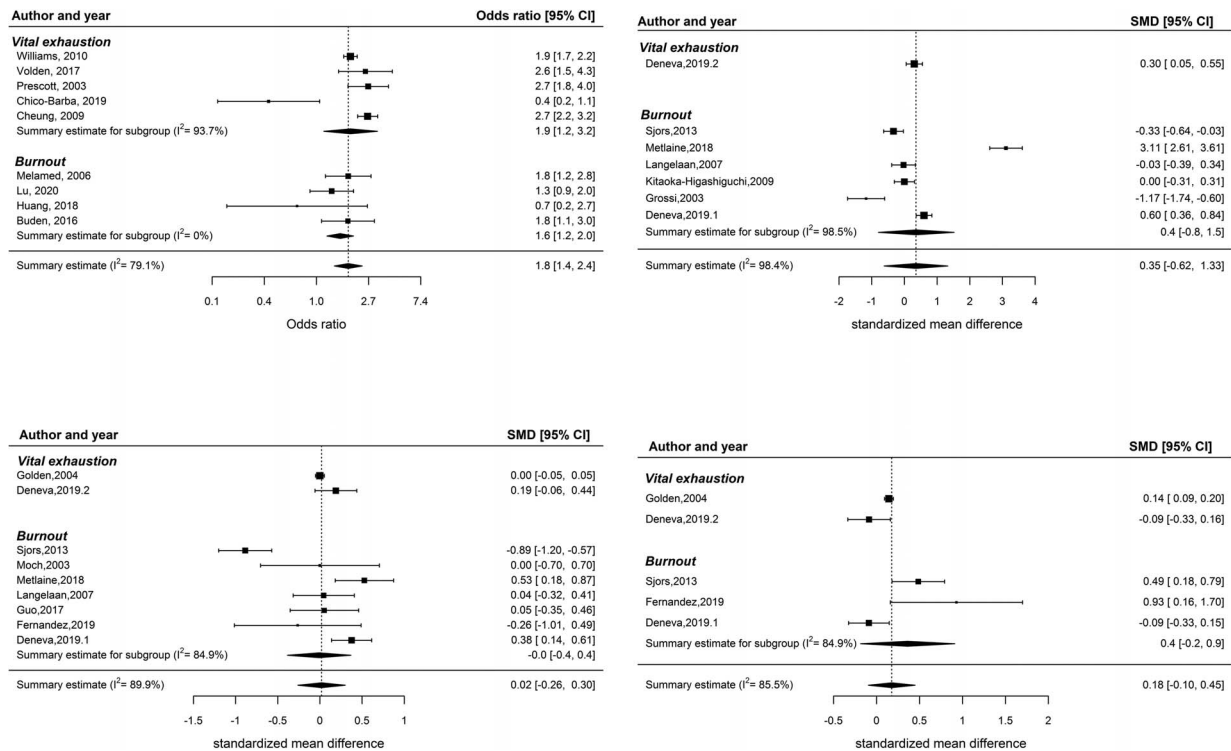 Author and year Odds ratio [95% CI]
Vital exhaustion
Williams, 2010 1.9 [1.7, 2.2]
Volden, 2017 2.6 [1.5, 4.3]
Prescott, 2003 2.7 [1.8, 4.0]
Chico-Barba, 2019 0.4 [0.2, 1.1]
Cheung, 2009 2.7 [2.2, 3.2]
Summary estimate for subgroup (I²= 93.7%) 1.9 [1.2, 3.2]
Burnout
Melamed, 2006 1.8 [1.2, 2.8]
Lu, 2020 1.3 [0.9, 2.0]
Huang, 2018 0.7 [0.2, 2.7]
Buden, 2016 1.8 [1.1, 3.0]
Summary estimate for subgroup (I²= 0%) 1.6 [1.2, 2.0]
Summary estimate (I²= 79.1%) 1.8 [1.4, 2.4]
0.1 0.4 1.0 2.7 7.4
Odds ratio
Author and year SMD [95% CI]
Vital exhaustion
Deneva,2019.2 0.30 [ 0.05, 0.55]
Burnout
Sjors,2013 -0.33 [-0.64, -0.03]
Metlaine,2018 3.11 [ 2.61, 3.61]
Langelaan,2007 -0.03 [-0.39, 0.34]
Kitaoka-Higashiguchi,2009 0.00 [-0.31, 0.31]
Grossi,2003 -1.17 [-1.74, -0.60]
Deneva,2019.1 0.60 [ 0.36, 0.84]
Summary estimate for subgroup (I²= 98.5%) 0.4 [-0.8, 1.5]
Summary estimate (I²= 98.4%) 0.35 [-0.62, 1.33]
-2 -1 0 1 2 3 4
standardized mean difference
Author and year SMD [95% CI]
Vital exhaustion
Golden,2004 0.00 [-0.05, 0.05]
Deneva,2019.2 0.19 [-0.06, 0.44]
Burnout
Sjors,2013 -0.89 [-1.20, -0.57]
Moch,2003 0.00 [-0.70, 0.70]
Metlaine,2018 0.53 [ 0.18, 0.87]
Langelaan,2007 0.04 [-0.32, 0.41]
Guo,2017 0.05 [-0.35, 0.46]
Fernandez,2019 -0.26 [-1.01, 0.49]
Deneva,2019.1 0.38 [ 0.14, 0.61]
Summary estimate for subgroup (I²= 84.9%) -0.0 [-0.4, 0.4]
Summary estimate (I²= 89.9%) 0.02 [-0.26, 0.30]
-1.5 -1 -0.5 0 0.5 1
standardized mean difference
Author and year SMD [95% CI]
Vital exhaustion
Golden,2004 0.14 [ 0.09, 0.20]
Deneva,2019.2 -0.09 [-0.33, 0.16]
Burnout
Sjors,2013 0.49 [ 0.18, 0.79]
Fernandez,2019 0.93 [ 0.16, 1.70]
Deneva,2019.1 -0.09 [-0.33, 0.15]
Summary estimate for subgroup (I²= 84.9%) 0.4 [-0.2, 0.9]
Summary estimate (I²= 85.5%) 0.18 [-0.10, 0.45]
-0.5 0 0.5 1 1.5 2
standardized mean difference